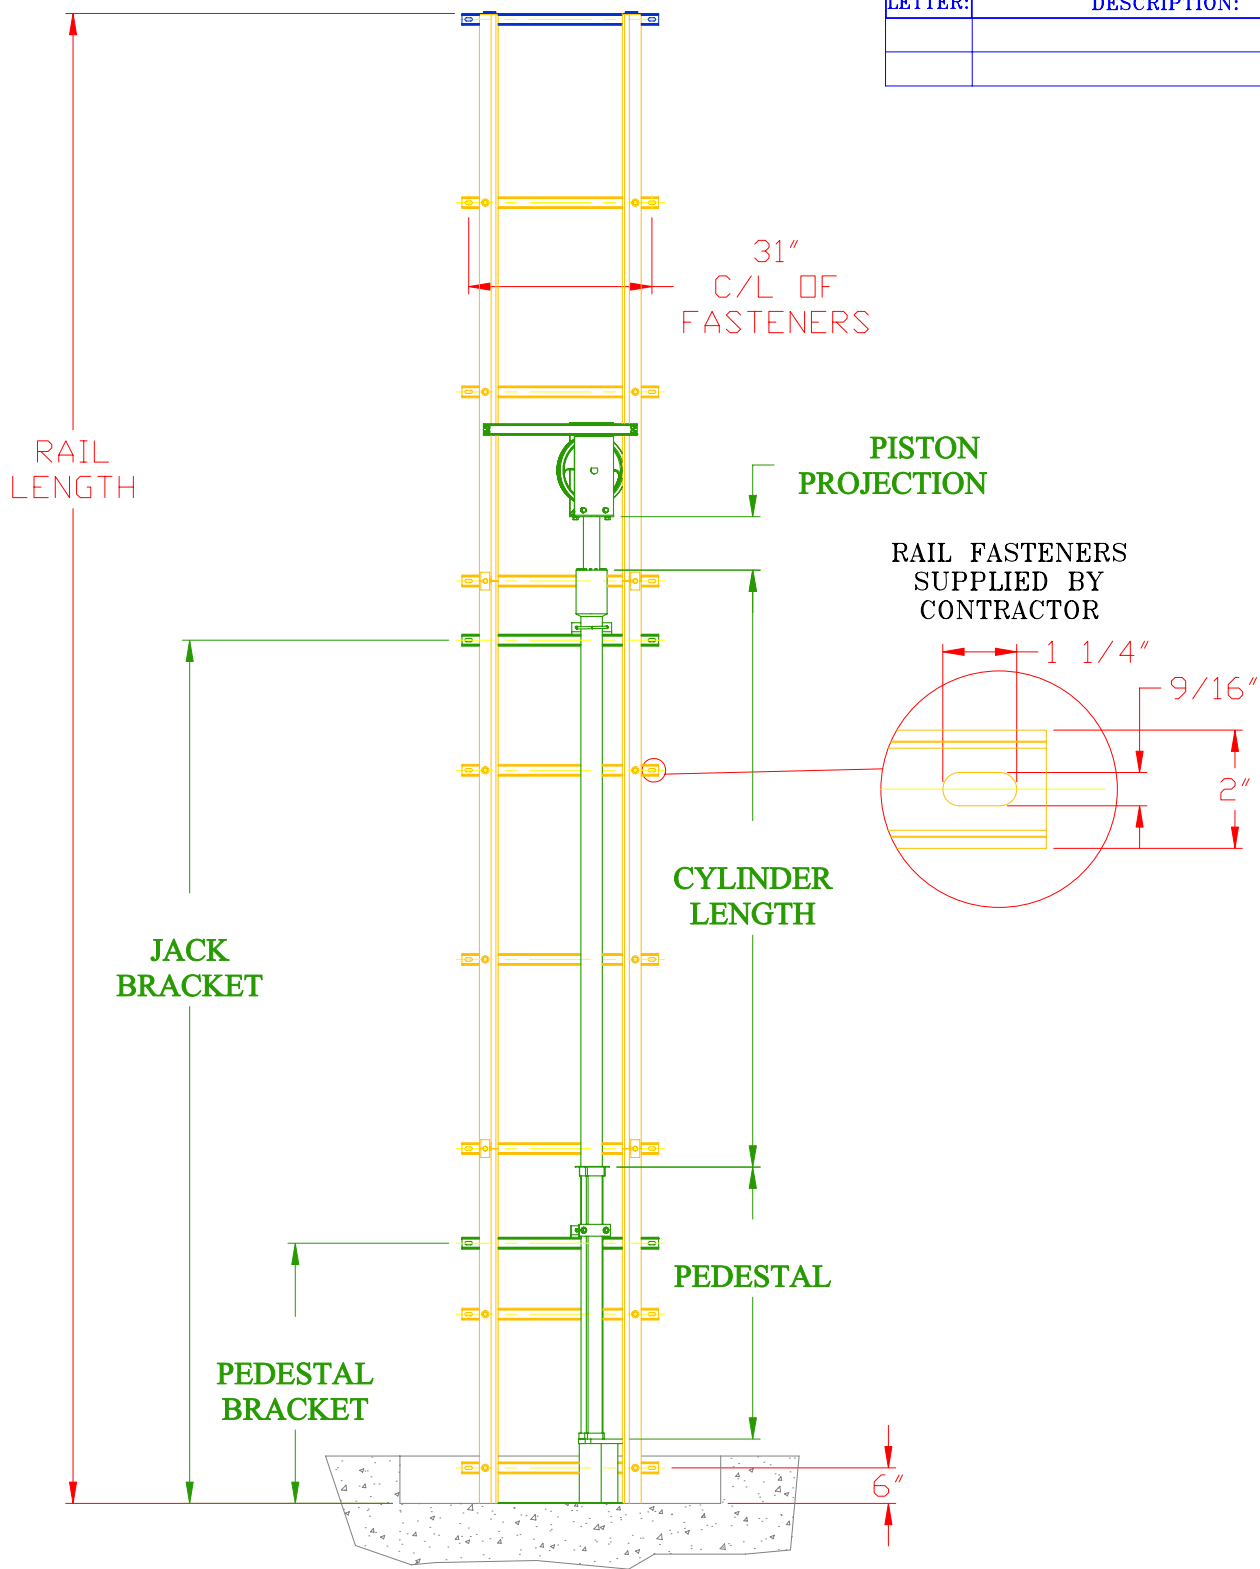 LETTER:
DESCRIPTION:
31"
C/L OF
FASTENERS
RAIL
LENGTH
PISTON
PROJECTION
RAIL FASTENERS
SUPPLIED BY
CONTRACTOR
1 1/4"
9/16"
2"
CYLINDER
LENGTH
JACK
BRACKET
PEDESTAL
PEDESTAL
BRACKET
6"